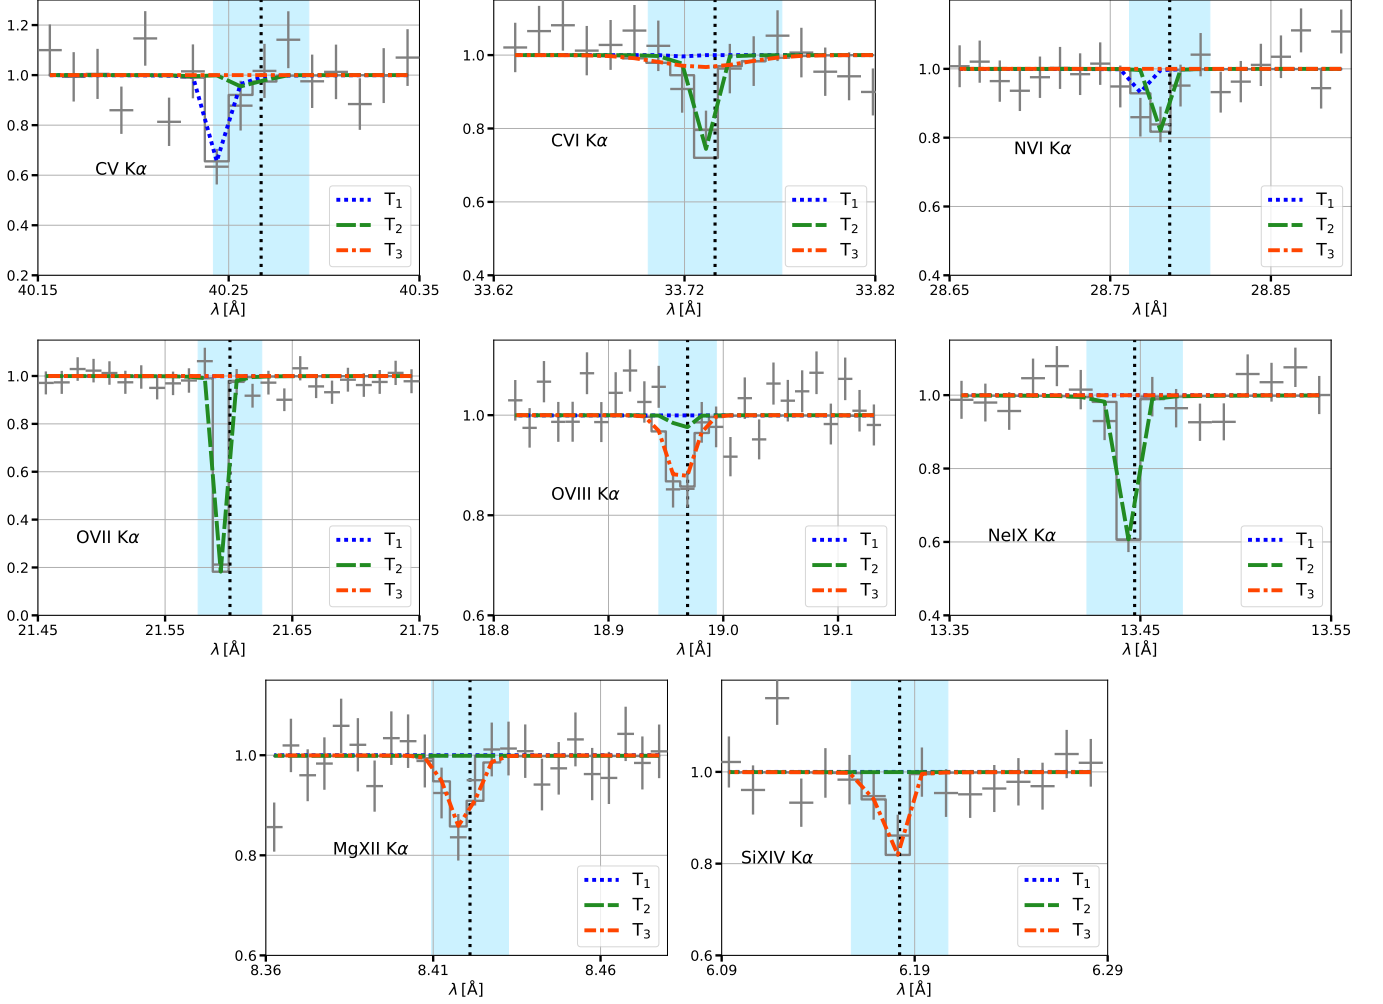 1.2
1.0
0.8
0.6
0.4
0.2
CV Kα
T1
T2
T3
40.15 40.25 40.35
λ [Å]
1.0
0.8
0.6
0.4
CVI Kα
T1
T2
T3
33.62 33.72 33.82
λ [Å]
1.0
0.8
0.6
0.4
NVI Kα
T1
T2
T3
28.65 28.75 28.85
λ [Å]
1.0
0.8
0.6
0.4
0.2
0.0
OVII Kα
T1
T2
T3
21.45 21.55 21.65 21.75
λ [Å]
1.0
0.8
0.6
OVIII Kα
T1
T2
T3
18.8 18.9 19.0 19.1
λ [Å]
1.0
0.8
0.6
0.4
NeIX Kα
T1
T2
T3
13.35 13.45 13.55
λ [Å]
1.0
0.8
0.6
MgXII Kα
T1
T2
T3
8.36 8.41 8.46
λ [Å]
1.0
0.8
0.6
SiXIV Kα
T1
T2
T3
6.09 6.19 6.29
λ [Å]